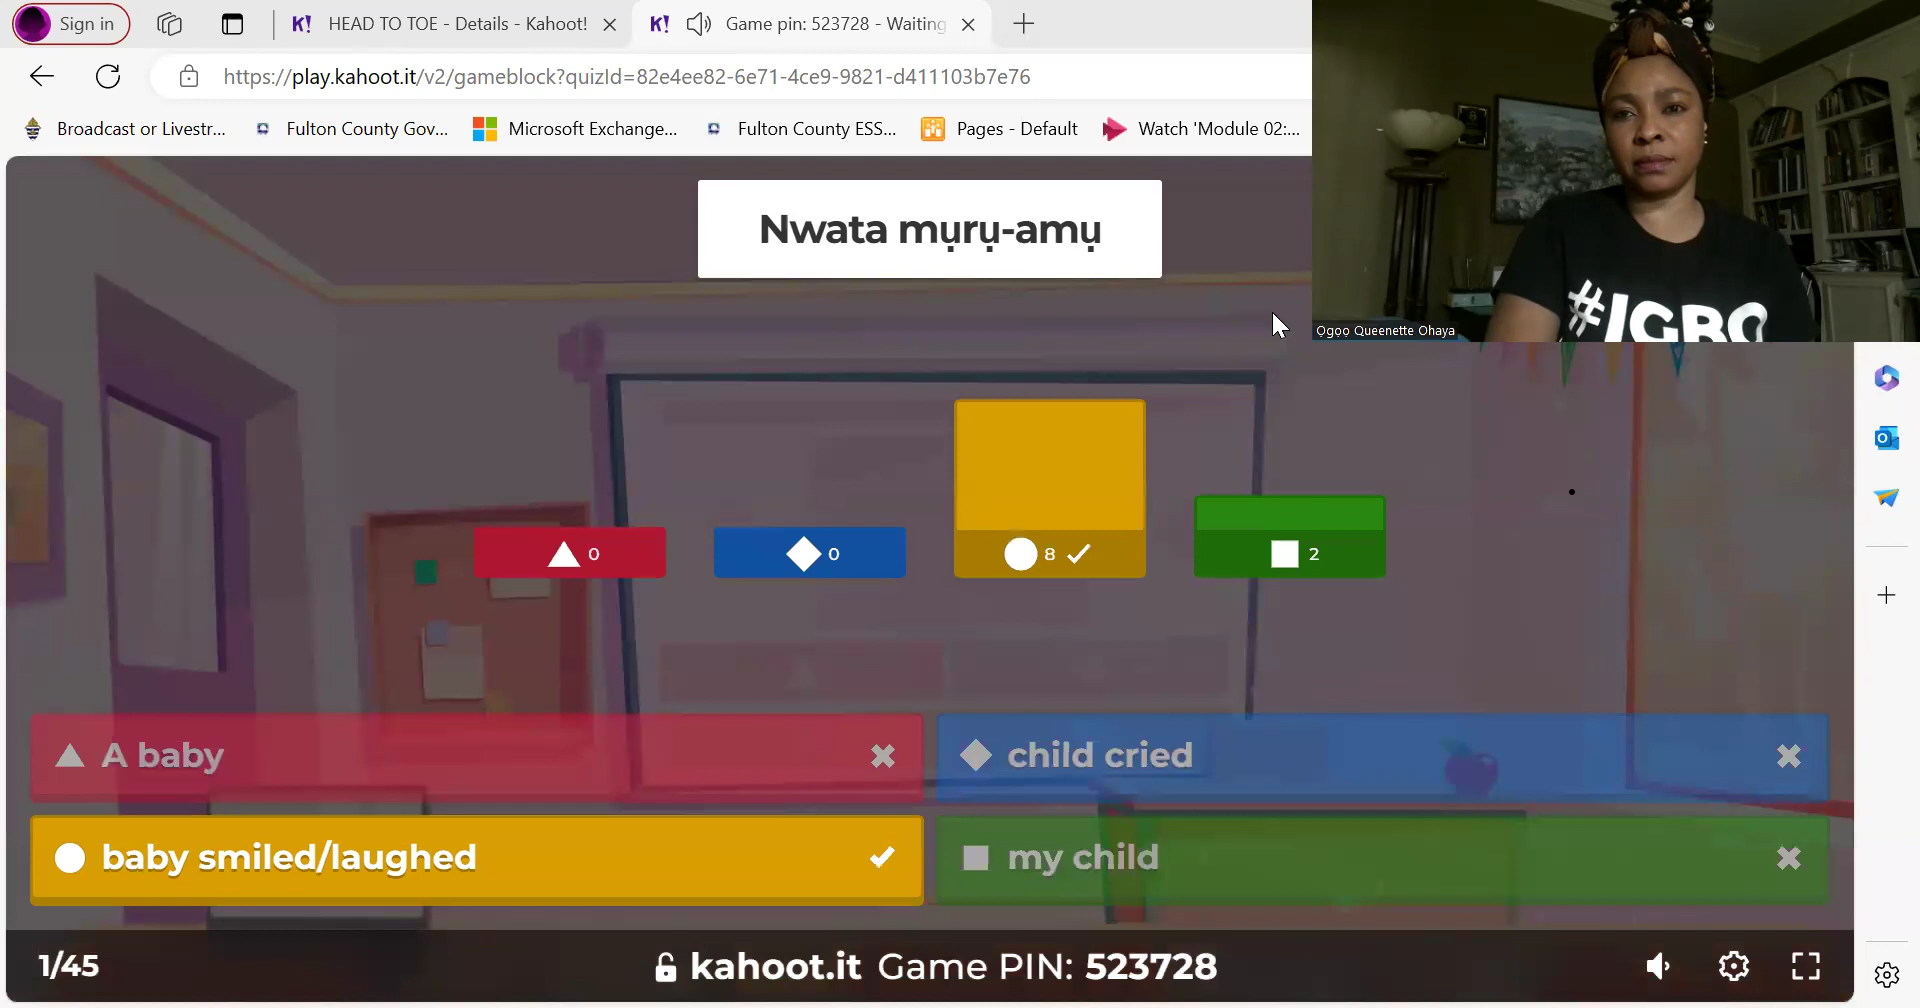 Sign in
K! HEAD TO TOE - Details - Kahoot!
K! Game pin: 523728 - Waiting
https://play.kahoot.it/v2/gameblock?quizId=82e4ee82-6e71-4ce9-9821-d411103b7e76
Broadcast or Livestr...
Fulton County Gov...
Microsoft Exchange...
Fulton County ESS...
Pages - Default
Watch 'Module 02:...
#IGBO
Ọgọọ Queenette Ohaya
Nwata mụrụ-amụ
0
0
8
2
A baby
child cried
baby smiled/laughed
my child
1/45
kahoot.it Game PIN: 523728